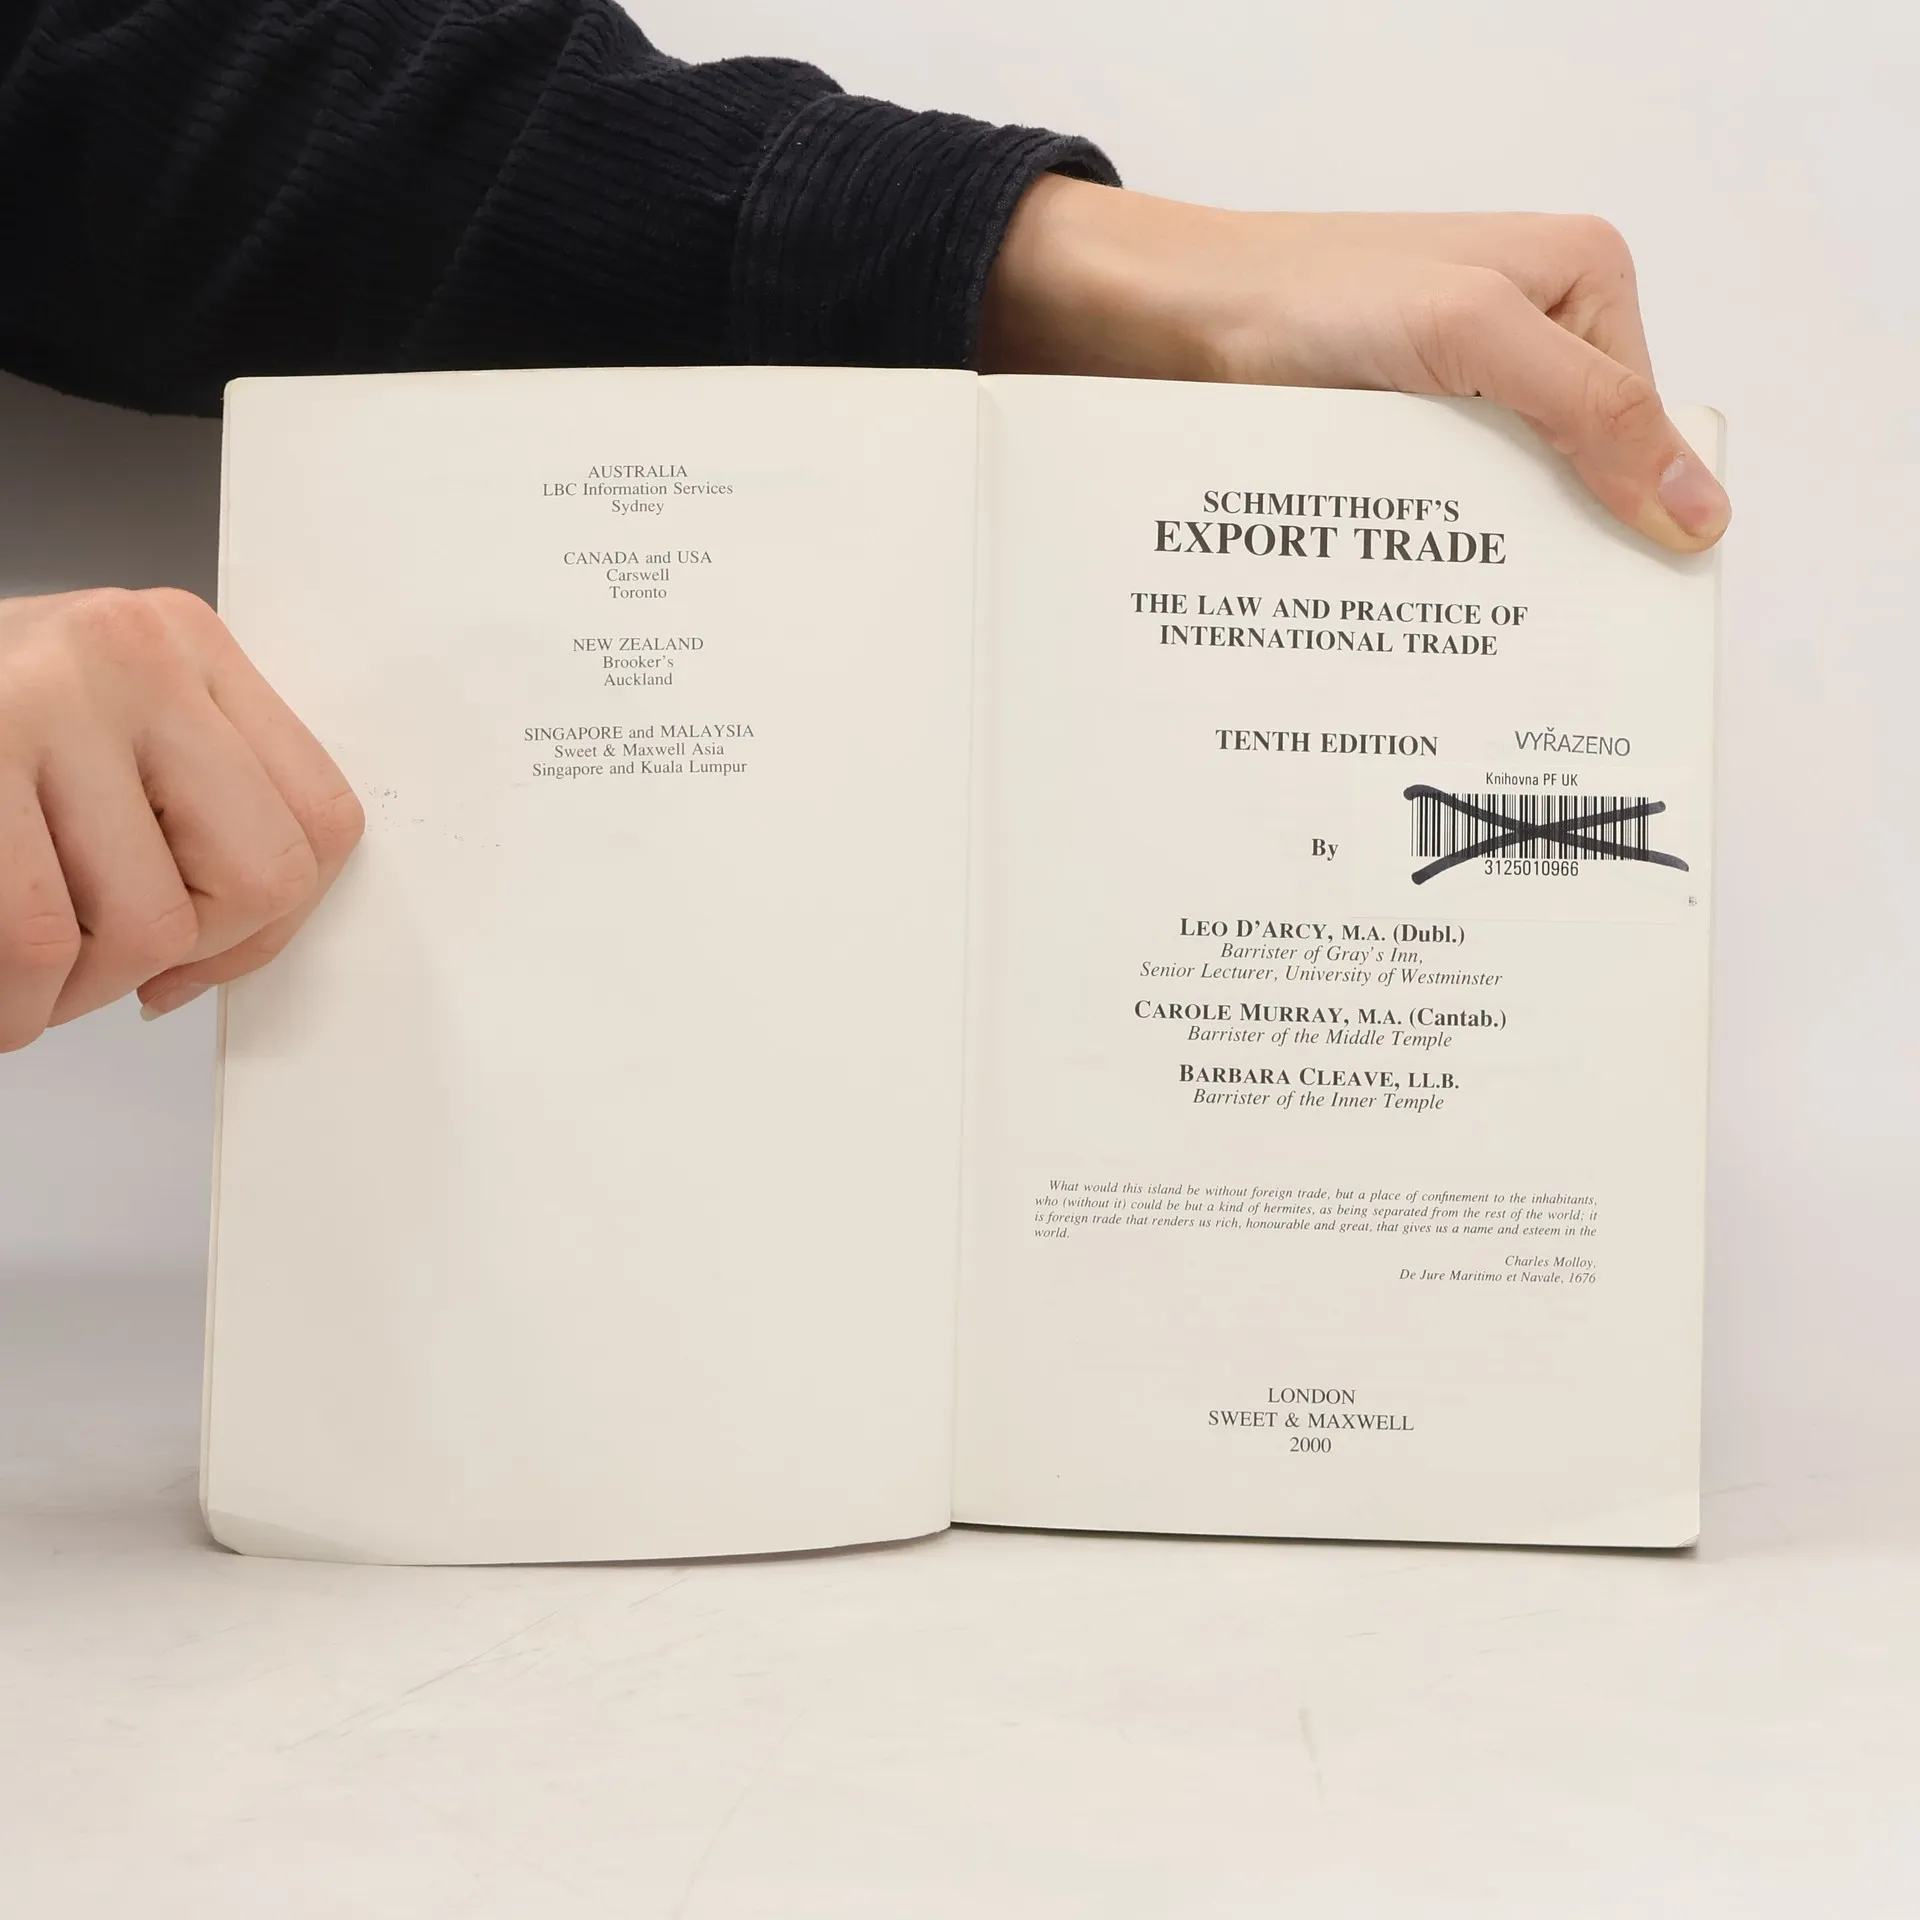 AUSTRALIA
LBC Information Services
Sydney
CANADA and USA
Carswell
Toronto
NEW ZEALAND
Brooker's
Auckland
SINGAPORE and MALAYSIA
Sweet & Maxwell Asia
Singapore and Kuala Lumpur
SCHMITTHOFF'S
EXPORT TRADE
THE LAW AND PRACTICE OF
INTERNATIONAL TRADE
TENTH EDITION
VYŘAZENO
Knihovna PF UK
3125010966
By
LEO D'ARCY, M.A. (Dubl.)
Barrister of Gray's Inn,
Senior Lecturer, University of Westminster
CAROLE MURRAY, M.A. (Cantab.)
Barrister of the Middle Temple
BARBARA CLEAVE, LL.B.
Barrister of the Inner Temple
What would this island be without foreign trade, but a place of confinement to the inhabitants,
who (without it) could be but a kind of hermites, as being separated from the rest of the world; it
is foreign trade that renders us rich, honourable and great, that gives us a name and esteem in the
world.
Charles Molloy,
De Jure Maritimo et Navale, 1676
LONDON
SWEET & MAXWELL
2000